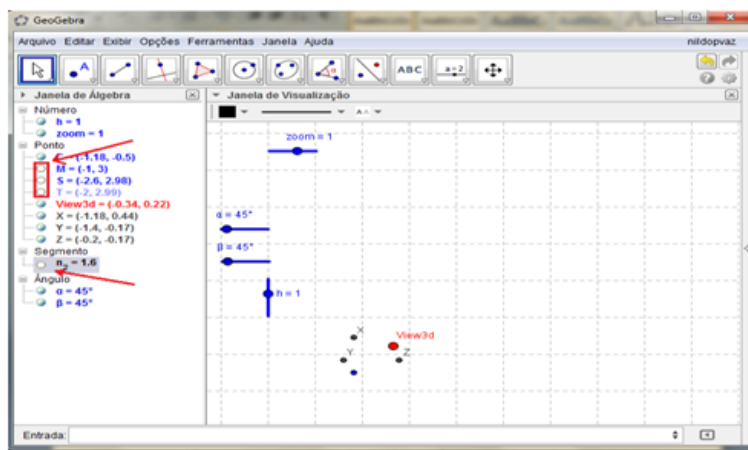 GeoGebra
Arquivo Editar Exibir Opções Ferramentas Janela Ajuda
nildopvaz
A
α
ABC
a=2
Janela de Álgebra
Janela de Visualização
Número
h = 1
zoom = 1
Ponto
= (-1.18, -0.5)
M = (-1, 3)
S = (-2.6, 2.98)
T = (-2, 2.99)
View3d = (-0.34, 0.22)
X = (-1.18, 0.44)
Y = (-1.4, -0.17)
Z = (-0.2, -0.17)
Segmento
= 1.6
Ângulo
α = 45°
β = 45°
zoom = 1
α = 45°
β = 45°
h = 1
X
View3d
Y
Z
Entrada: